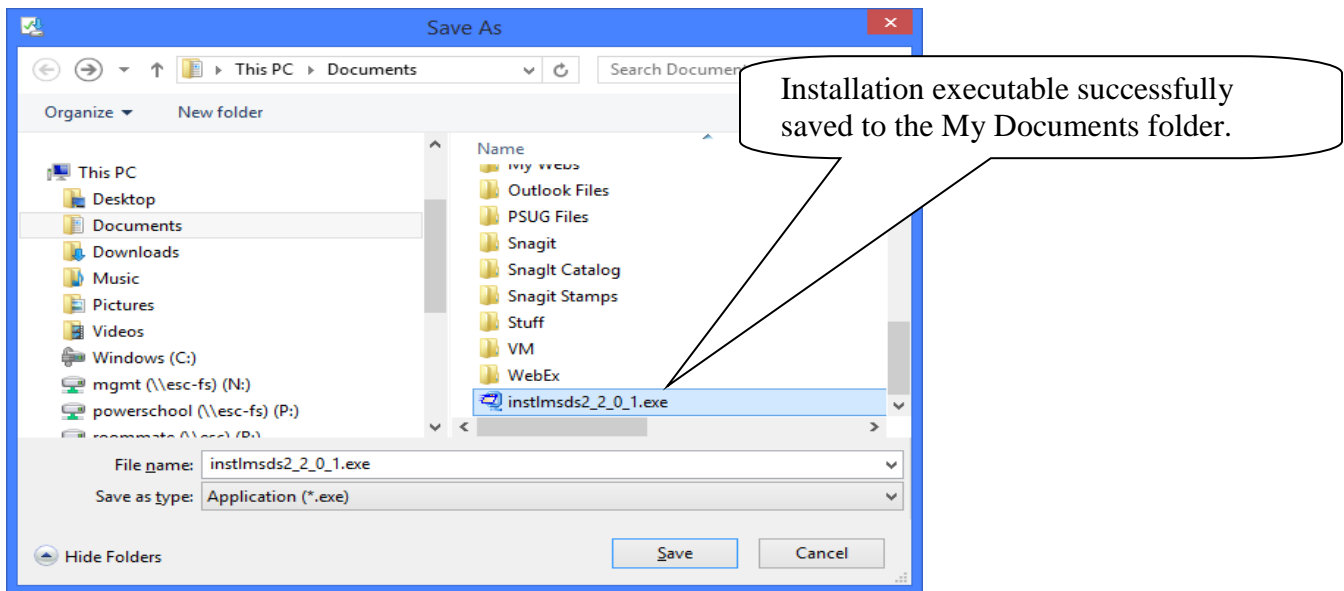 Save As
This PC ▸ Documents
Search Documen
Installation executable successfully
saved to the My Documents folder.
Organize
New folder
This PC
Desktop
Documents
Downloads
Music
Pictures
Videos
Windows (C:)
mgmt (\\esc-fs) (N:)
powerschool (\\esc-fs) (P:)
Name
My Webs
Outlook Files
PSUG Files
Snagit
SnagIt Catalog
Snagit Stamps
Stuff
VM
WebEx
instlmsds2_2_0_1.exe
File name: instlmsds2_2_0_1.exe
Save as type: Application (*.exe)
Hide Folders
Save
Cancel